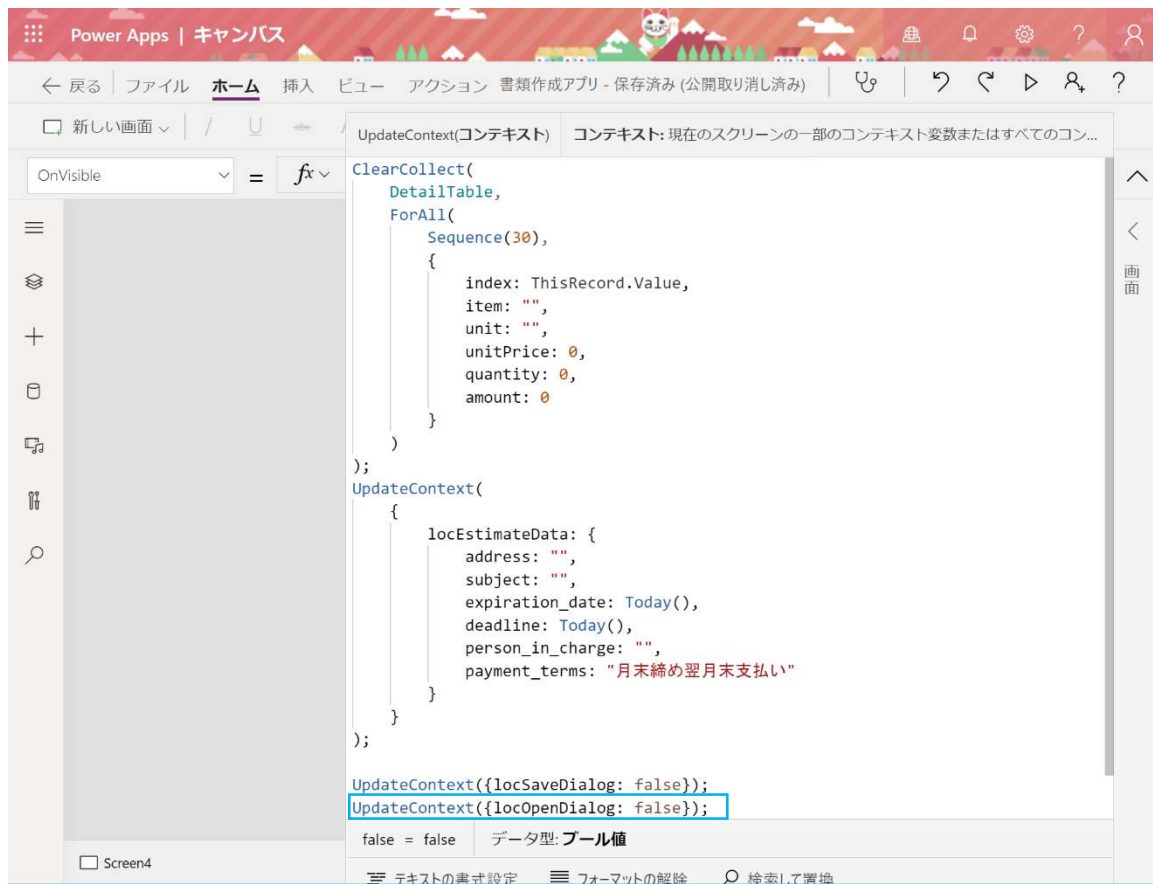 Power Apps | キャンバス
← 戻る ファイル ホーム 挿入 ビュー アクション 書類作成アプリ - 保存済み (公開取り消し済み)
新しい画面
UpdateContext(コンテキスト) コンテキスト: 現在のスクリーンの一部のコンテキスト変数またはすべてのコン...
OnVisible = fx
ClearCollect(
DetailTable,
ForAll(
Sequence(30),
{
index: ThisRecord.Value,
item: "",
unit: "",
unitPrice: 0,
quantity: 0,
amount: 0
}
)
);
UpdateContext(
{
locEstimateData: {
address: "",
subject: "",
expiration_date: Today(),
deadline: Today(),
person_in_charge: "",
payment_terms: "月末締め翌月末支払い"
}
}
);
UpdateContext({locSaveDialog: false});
UpdateContext({locOpenDialog: false});
false = false データ型: ブール値
テキストの書式設定 フォーマットの解除 検索して置換
画面
Screen4